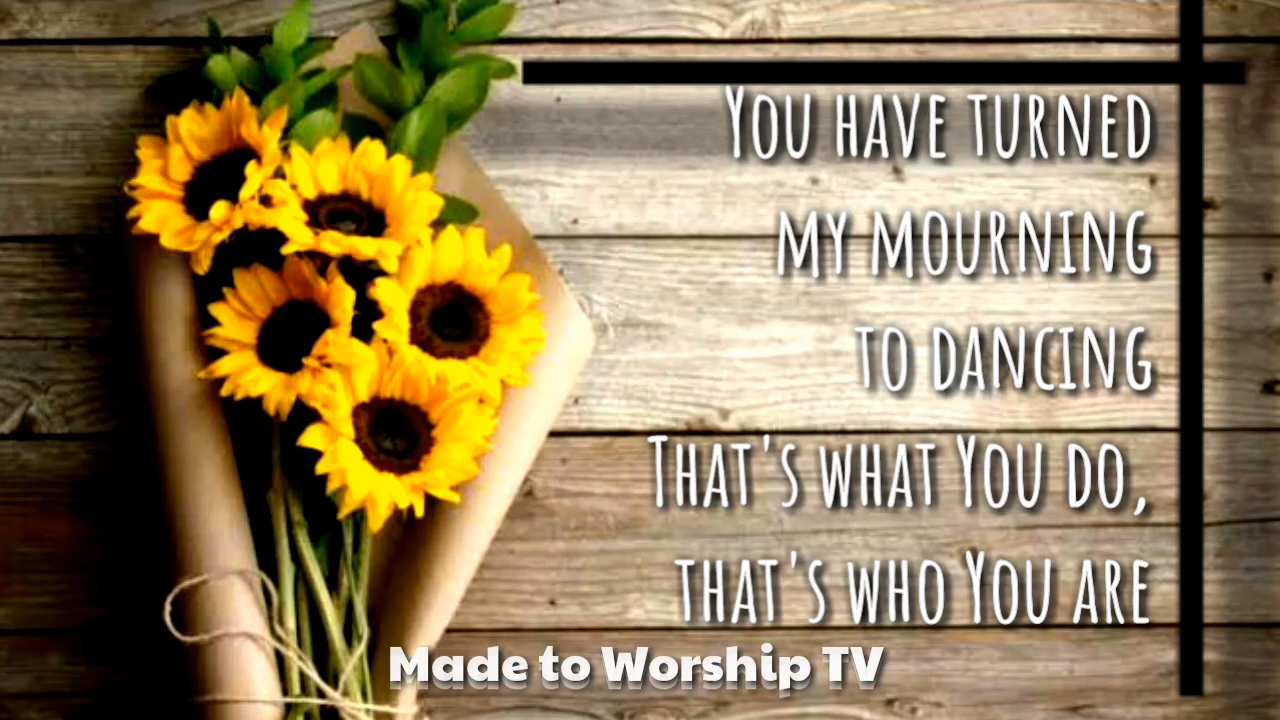 You have turned
my mourning
to dancing
That's what You do,
that's who You are
Made to Worship TV